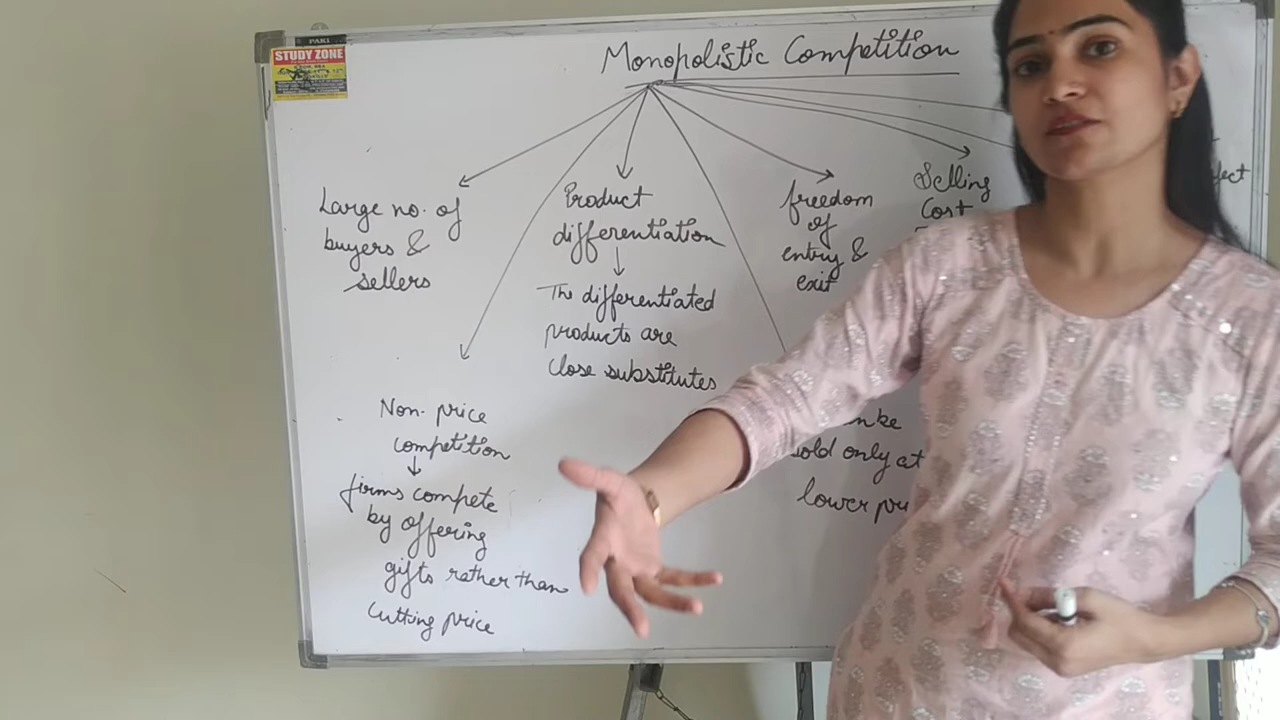 PARI
STUDY ZONE
Monopolistic Competition
Large no. of
buyers &
sellers
Product
differentiation
The differentiated
products are
close substitutes
freedom
of
entry &
exit
Selling
Cost
Non-price
competition
firms compete
by offering
gifts rather than
cutting price
sold only at
lower